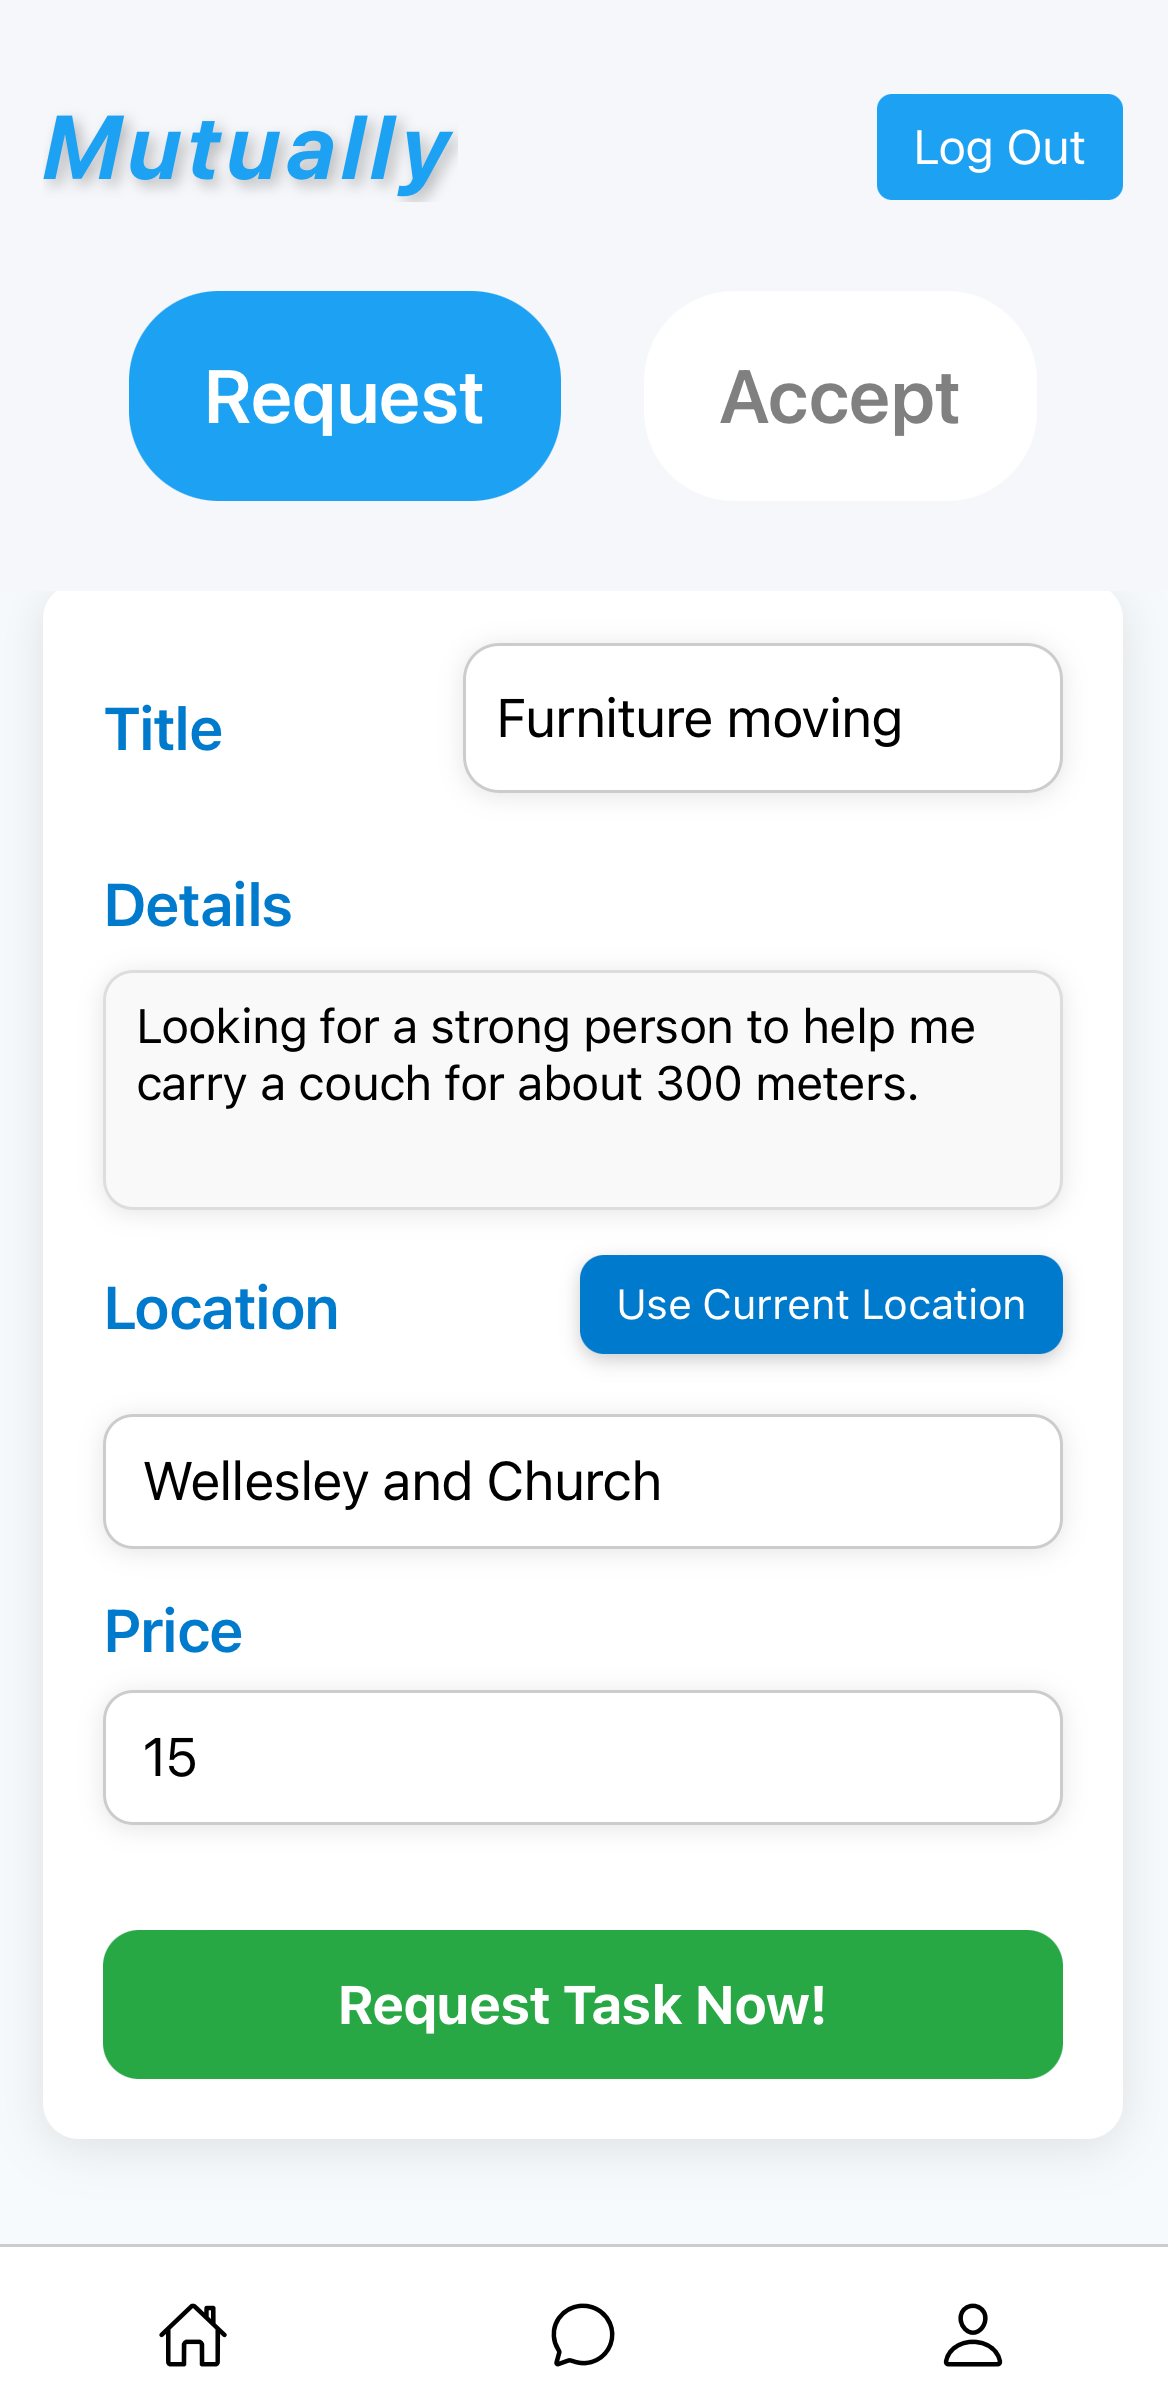 Mutually
Log Out
Request
Accept
Title
Furniture moving
Details
Looking for a strong person to help me
carry a couch for about 300 meters.
Location
Use Current Location
Wellesley and Church
Price
15
Request Task Now!